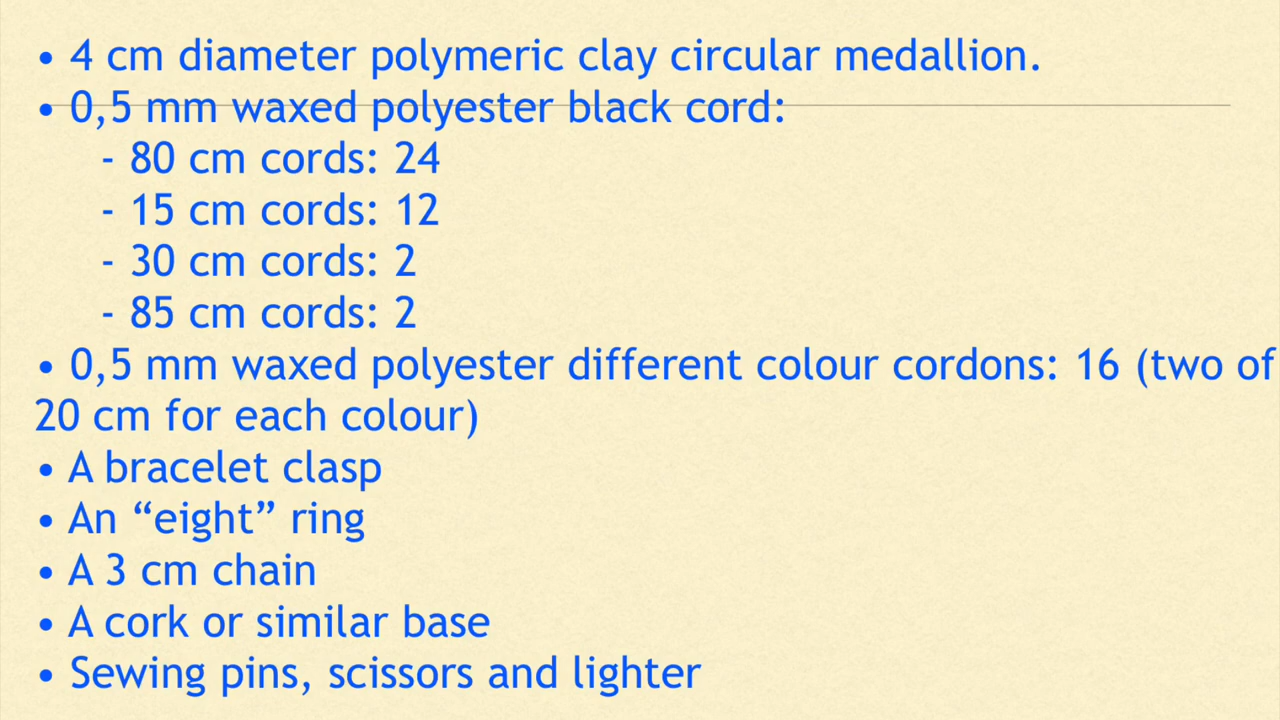 • 4 cm diameter polymeric clay circular medallion.
• 0,5 mm waxed polyester black cord:
- 80 cm cords: 24
- 15 cm cords: 12
- 30 cm cords: 2
- 85 cm cords: 2
• 0,5 mm waxed polyester different colour cordons: 16 (two of
20 cm for each colour)
• A bracelet clasp
• An “eight” ring
• A 3 cm chain
• A cork or similar base
• Sewing pins, scissors and lighter